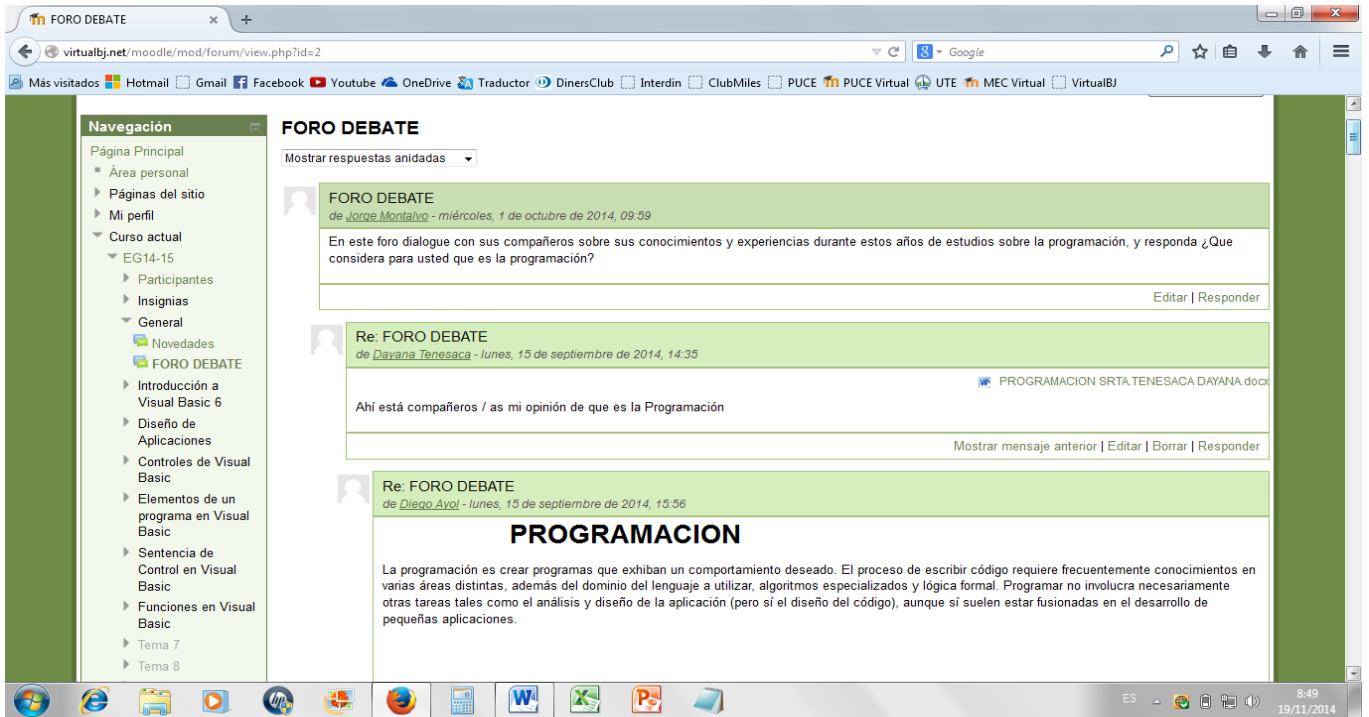 FORO DEBATE
virtualbj.net/moodle/mod/forum/view.php?id=2
Google
Más visitados Hotmail Gmail Facebook Youtube OneDrive Traductor DinersClub Interdin ClubMiles PUCE PUCE Virtual UTE MEC Virtual VirtualBJ
Navegación
Página Principal
Área personal
Páginas del sitio
Mi perfil
Curso actual
EG14-15
Participantes
Insignias
General
Novedades
FORO DEBATE
Introducción a
Visual Basic 6
Diseño de
Aplicaciones
Controles de Visual
Basic
Elementos de un
programa en Visual
Basic
Sentencia de
Control en Visual
Basic
Funciones en Visual
Basic
Tema 7
Tema 8
FORO DEBATE
Mostrar respuestas anidadas
FORO DEBATE
de Jorge Montalvo - miércoles, 1 de octubre de 2014, 09:59
En este foro dialogue con sus compañeros sobre sus conocimientos y experiencias durante estos años de estudios sobre la programación, y responda ¿Que
considera para usted que es la programación?
Editar | Responder
Re: FORO DEBATE
de Dayana Tenesaca - lunes, 15 de septiembre de 2014, 14:35
PROGRAMACION SRTA.TENESACA DAYANA.docx
Ahí está compañeros / as mi opinión de que es la Programación
Mostrar mensaje anterior | Editar | Borrar | Responder
Re: FORO DEBATE
de Diego Ayol - lunes, 15 de septiembre de 2014, 15:56
PROGRAMACION
La programación es crear programas que exhiban un comportamiento deseado. El proceso de escribir código requiere frecuentemente conocimientos en
varias áreas distintas, además del dominio del lenguaje a utilizar, algoritmos especializados y lógica formal. Programar no involucra necesariamente
otras tareas tales como el análisis y diseño de la aplicación (pero sí el diseño del código), aunque sí suelen estar fusionadas en el desarrollo de
pequeñas aplicaciones.
ES
8:49
19/11/2014